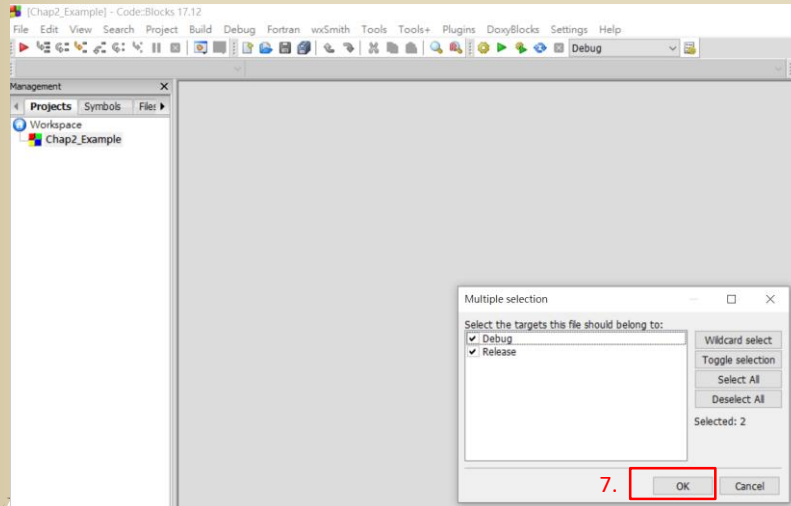 [Chap2_Example] - Code::Blocks 17.12
File Edit View Search Project Build Debug Fortran wxSmith Tools Tools+ Plugins DoxyBlocks Settings Help
Debug
Management
Projects Symbols Files
Workspace
Chap2_Example
Multiple selection
Select the targets this file should belong to:
Debug
Release
Wildcard select
Toggle selection
Select All
Deselect All
Selected: 2
7.
OK
Cancel